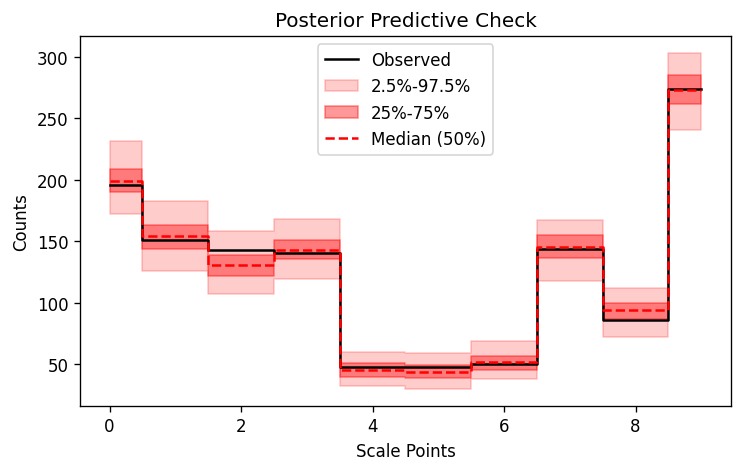 Posterior Predictive Check
Observed
2.5%-97.5%
25%-75%
Median (50%)
300
250
200
150
100
50
Counts
0
2
4
6
8
Scale Points